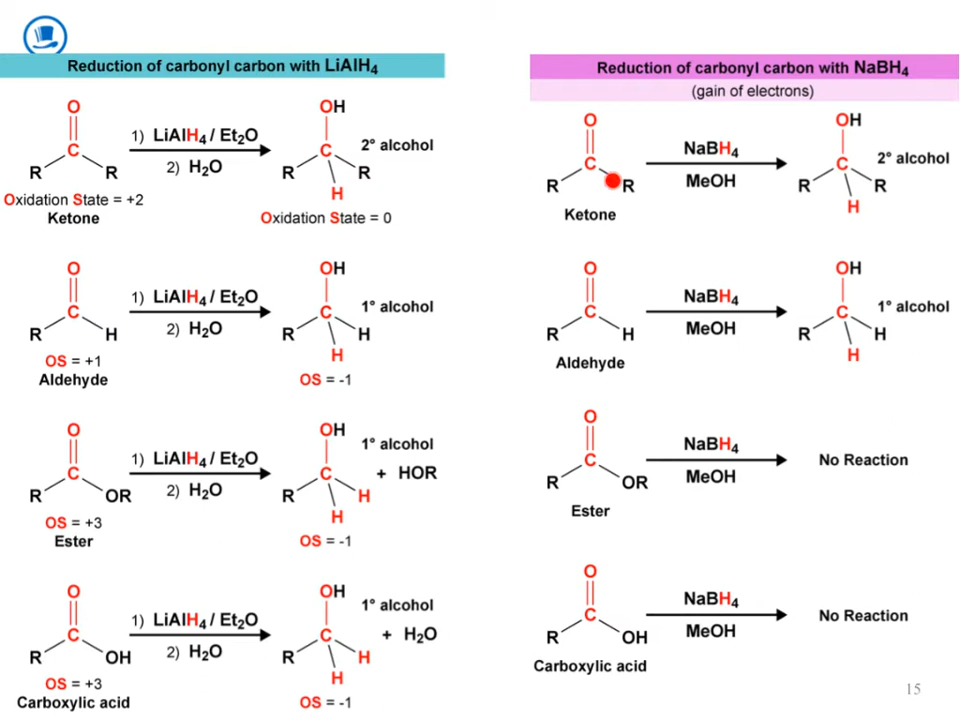 Reduction of carbonyl carbon with LiAlH4
O
C
R R
Oxidation State = +2
Ketone
1) LiAlH4 / Et2O
2) H2O
OH
C
R R
H
2° alcohol
Oxidation State = 0
O
C
R H
OS = +1
Aldehyde
1) LiAlH4 / Et2O
2) H2O
OH
C
R H
H
1° alcohol
OS = -1
O
C
R OR
OS = +3
Ester
1) LiAlH4 / Et2O
2) H2O
OH
C
R H
H
1° alcohol
+ HOR
OS = -1
O
C
R OH
OS = +3
Carboxylic acid
1) LiAlH4 / Et2O
2) H2O
OH
C
R H
H
1° alcohol
+ H2O
OS = -1
Reduction of carbonyl carbon with NaBH4
(gain of electrons)
O
C
R R
Ketone
NaBH4
MeOH
OH
C
R R
H
2° alcohol
O
C
R H
Aldehyde
NaBH4
MeOH
OH
C
R H
H
1° alcohol
O
C
R OR
Ester
NaBH4
MeOH
No Reaction
O
C
R OH
Carboxylic acid
NaBH4
MeOH
No Reaction
15